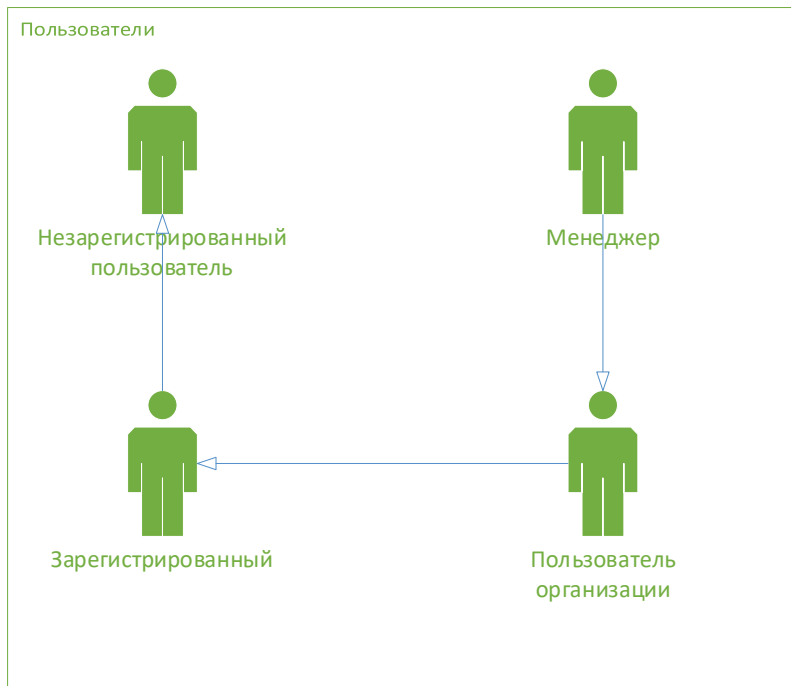 Пользователи
Незарегистрированный
пользователь
Менеджер
Зарегистрированный
Пользователь
организации